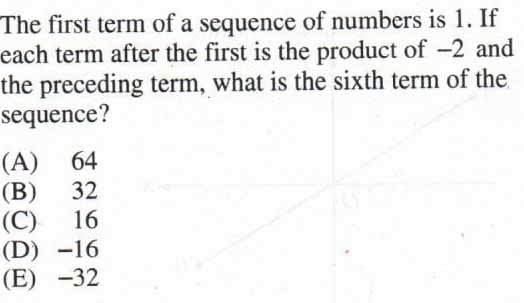 The first term of a sequence of numbers is 1. If
each term after the first is the product of −2 and
the preceding term, what is the sixth term of the
sequence?
(A) 64
(B) 32
(C) 16
(D) −16
(E) −32